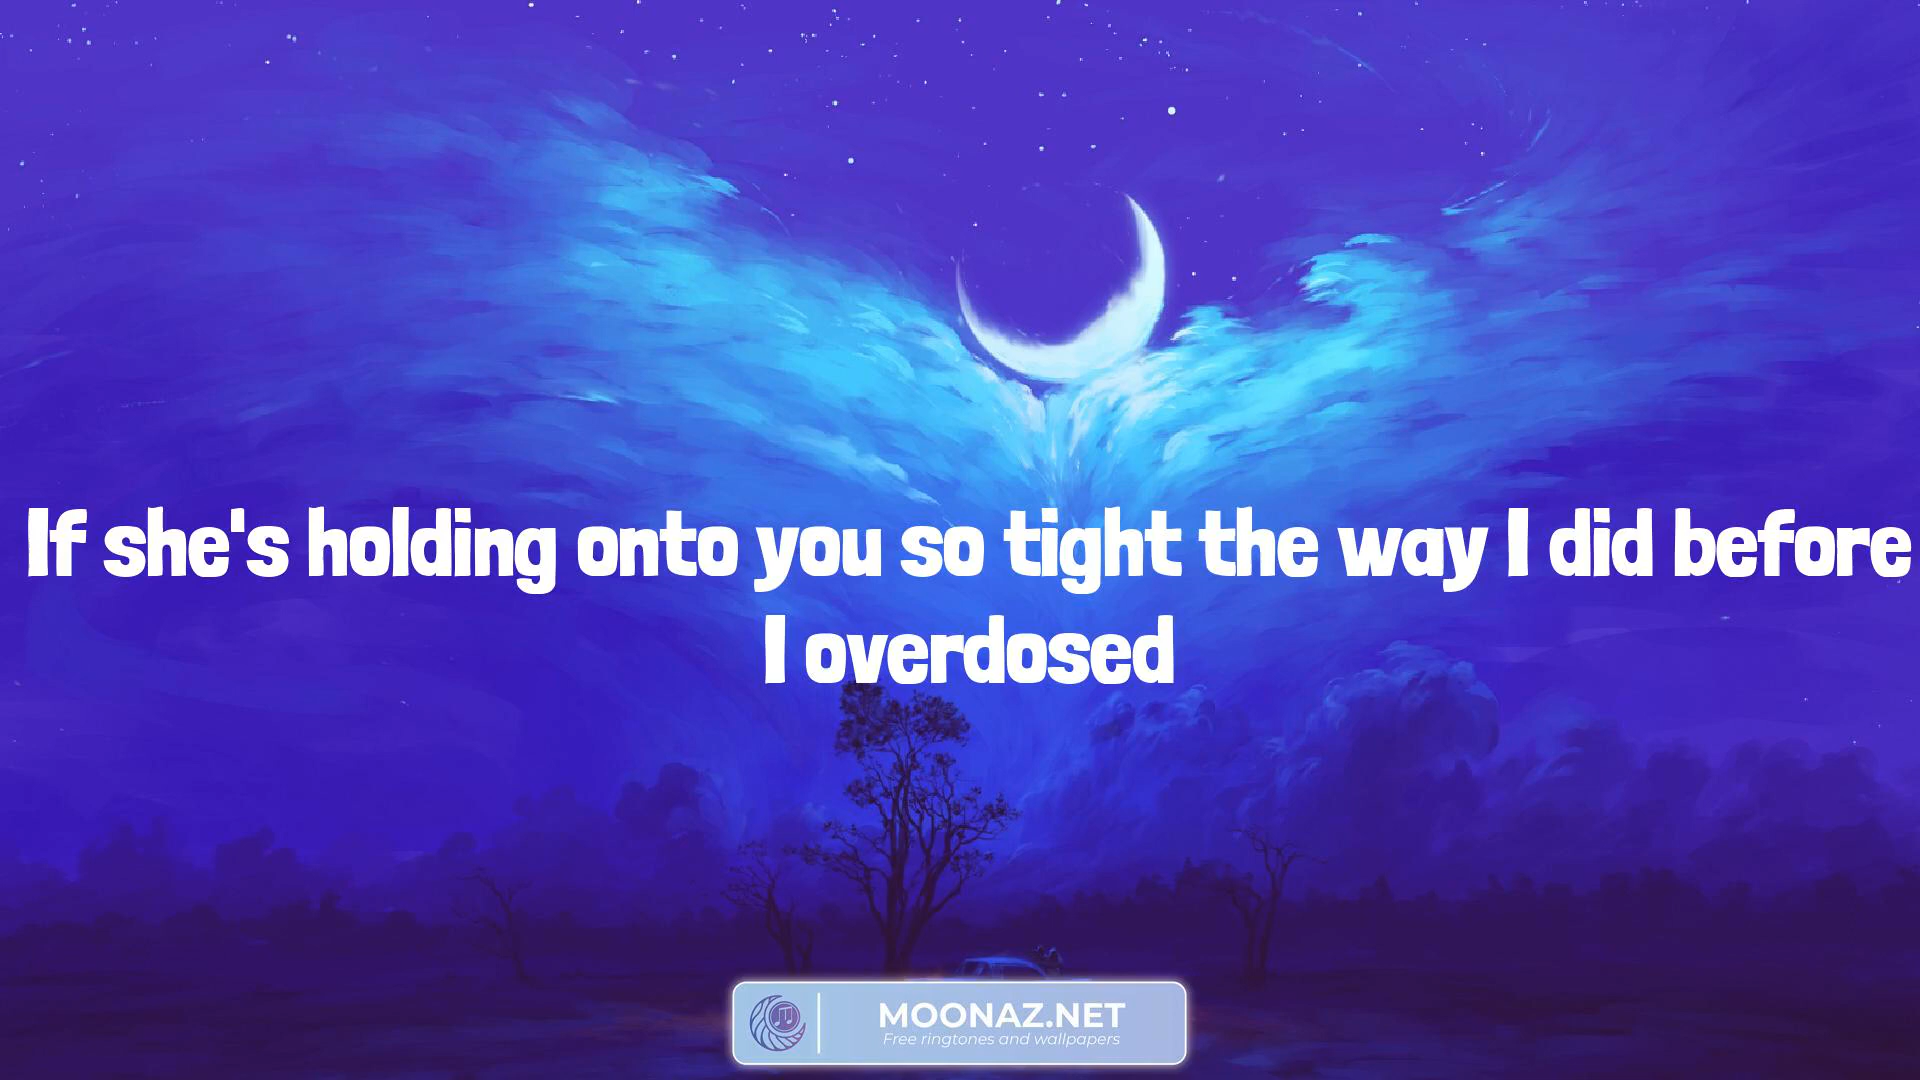 If she's holding onto you so tight the way I did before
I overdosed
MOONAZ.NET
Free ringtones and wallpapers